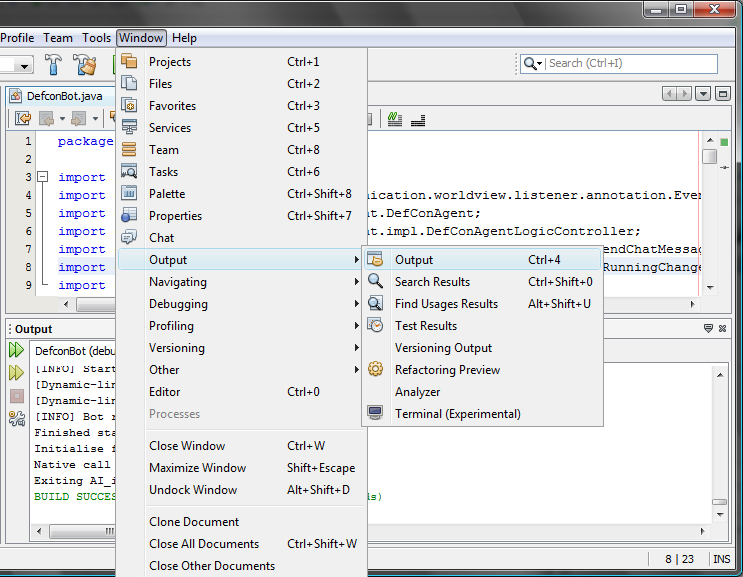 Profile Team Tools Window Help
Search (Ctrl+I)
DefconBot.java
Projects Ctrl+1
Files Ctrl+2
Favorites Ctrl+3
Services Ctrl+5
Team Ctrl+8
Tasks Ctrl+6
Palette Ctrl+Shift+8
Properties Ctrl+Shift+7
Chat
Output
Navigating
Debugging
Profiling
Versioning
Other
Editor Ctrl+0
Processes
Close Window Ctrl+W
Maximize Window Shift+Escape
Undock Window Alt+Shift+D
Clone Document
Close All Documents Ctrl+Shift+W
Close Other Documents
Output Ctrl+4
Search Results Ctrl+Shift+0
Find Usages Results Alt+Shift+U
Test Results
Versioning Output
Refactoring Preview
Analyzer
Terminal (Experimental)
1 package
2
3 import
4 import nication.worldview.listener.annotation.Even
5 import t.DefConAgent;
6 import t.impl.DefConAgentLogicController;
7 import endChatMessag
8 import RunningChange
9 import
Output
DefconBot (debu
[INFO] Start
[Dynamic-lin
[Dynamic-lin
[INFO] Bot r
Finished sta
Initialise f
Native call
Exiting AI_i
BUILD SUCCES ds)
8 | 23 INS